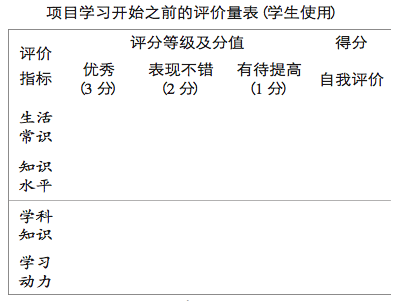 项目学习开始之前的评价量表(学生使用)
评价指标 评分等级及分值 得分
优秀(3分) 表现不错(2分) 有待提高(1分) 自我评价
生活常识
知识水平
学科知识
学习动力